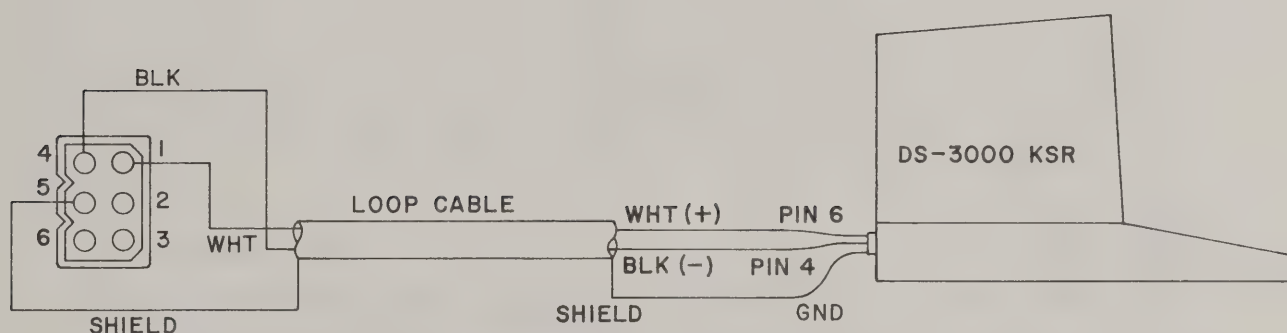 BLK
4 1
5 2
6 3
WHT
SHIELD
LOOP CABLE
WHT (+) PIN 6
BLK (-) PIN 4
SHIELD GND
DS-3000 KSR